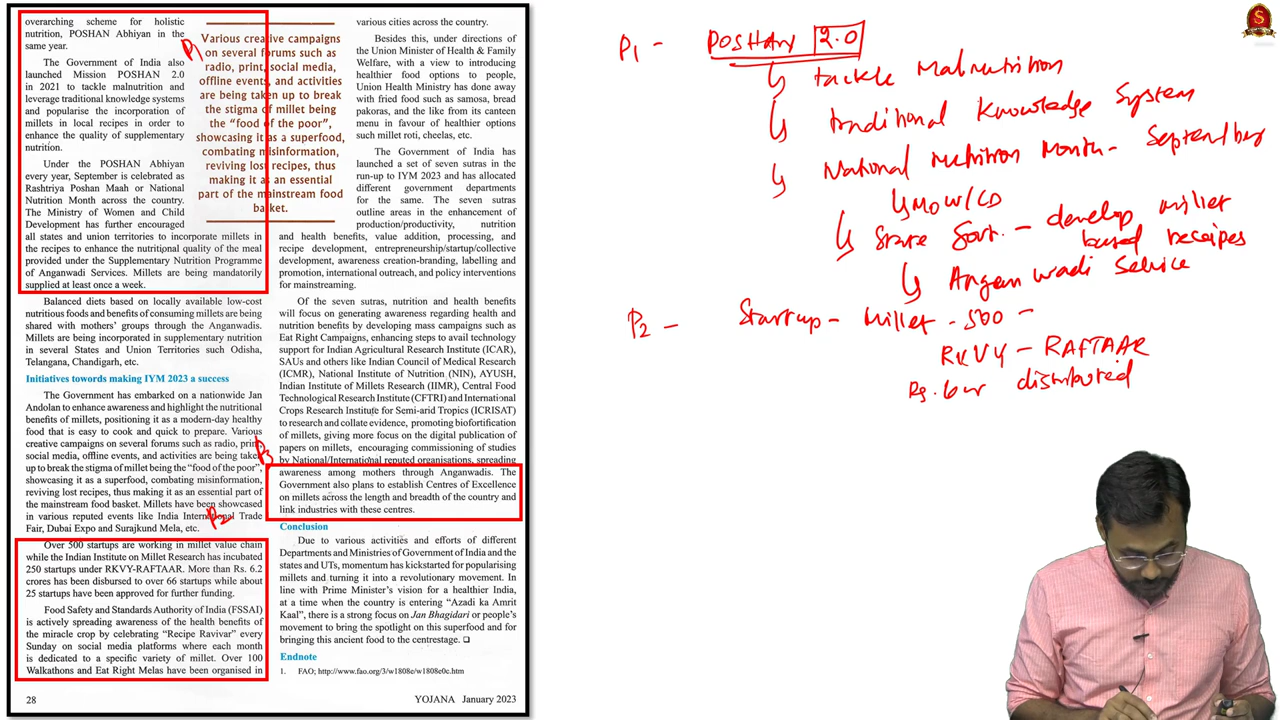 overarching scheme for holistic
nutrition, POSHAN Abhiyan in the
same year.
The Government of India also
launched Mission POSHAN 2.0
in 2021 to tackle malnutrition and
leverage traditional knowledge systems
and popularise the incorporation of
millets in local recipes in order to
enhance the quality of supplementary
nutrition.
Under the POSHAN Abhiyan
every year, September is celebrated as
Rashtriya Poshan Maah or National
Nutrition Month across the country.
The Ministry of Women and Child
Development has further encouraged
all states and union territories to incorporate millets in
the recipes to enhance the nutritional quality of the meal
provided under the Supplementary Nutrition Programme
of Anganwadi Services. Millets are being mandatorily
supplied at least once a week.
Balanced diets based on locally available low-cost
nutritious foods and benefits of consuming millets are being
shared with mothers' groups through the Anganwadis.
Millets are being incorporated in supplementary nutrition
in several States and Union Territories such Odisha,
Telangana, Chandigarh, etc.
Initiatives towards making IYM 2023 a success
The Government has embarked on a nationwide Jan
Andolan to enhance awareness and highlight the nutritional
benefits of millets, positioning it as a modern-day healthy
food that is easy to cook and quick to prepare. Various
creative campaigns on several forums such as radio, print,
social media, offline events, and activities are being taken
up to break the stigma of millet being the "food of the poor",
showcasing it as a superfood, combating misinformation,
reviving lost recipes, thus making it as an essential part of
the mainstream food basket. Millets have been showcased
in various reputed events like India International Trade
Fair, Dubai Expo and Surajkund Mela, etc.
Over 500 startups are working in millet value chain
while the Indian Institute on Millet Research has incubated
250 startups under RKVY-RAFTAAR. More than Rs. 6.2
crores has been disbursed to over 66 startups while about
25 startups have been approved for further funding.
Food Safety and Standards Authority of India (FSSAI)
is actively spreading awareness of the health benefits of
the miracle crop by celebrating "Recipe Ravivar" every
Sunday on social media platforms where each month
is dedicated to a specific variety of millet. Over 100
Walkathons and Eat Right Melas have been organised in
28
P1
P2
P3
Various creative campaigns
on several forums such as
radio, print, social media,
offline events, and activities
are being taken up to break
the stigma of millet being
the "food of the poor",
showcasing it as a superfood,
combating misinformation,
reviving lost recipes, thus
making it as an essential
part of the mainstream food
basket.
various cities across the country.
Besides this, under directions of
the Union Minister of Health & Family
Welfare, with a view to introducing
healthier food options to people,
Union Health Ministry has done away
with fried food such as samosa, bread
pakoras, and the like from its canteen
menu in favour of healthier options
such millet roti, cheelas, etc.
The Government of India has
launched a set of seven sutras in the
run-up to IYM 2023 and has allocated
different government departments
for the same. The seven sutras
outline areas in the enhancement of
production/productivity, nutrition
and health benefits, value addition, processing, and
recipe development, entrepreneurship/startup/collective
development, awareness creation-branding, labelling and
promotion, international outreach, and policy interventions
for mainstreaming.
Of the seven sutras, nutrition and health benefits
will focus on generating awareness regarding health and
nutrition benefits by developing mass campaigns such as
Eat Right Campaigns, enhancing steps to avail technology
support for Indian Agricultural Research Institute (ICAR),
SAUs and others like Indian Council of Medical Research
(ICMR), National Institute of Nutrition (NIN), AYUSH,
Indian Institute of Millets Research (IIMR), Central Food
Technological Research Institute (CFTRI) and International
Crops Research Institute for Semi-arid Tropics (ICRISAT)
to research and collate evidence, promoting biofortification
of millets, giving more focus on the digital publication of
papers on millets, encouraging commissioning of studies
by National/International reputed organisations, spreading
awareness among mothers through Anganwadis. The
Government also plans to establish Centres of Excellence
on millets across the length and breadth of the country and
link industries with these centres.
Conclusion
Due to various activities and efforts of different
Departments and Ministries of Government of India and the
states and UTs, momentum has kickstarted for popularising
millets and turning it into a revolutionary movement. In
line with Prime Minister's vision for a healthier India,
at a time when the country is entering "Azadi ka Amrit
Kaal", there is a strong focus on Jan Bhagidari or people's
movement to bring the spotlight on this superfood and for
bringing this ancient food to the centrestage.
Endnote
1. FAO; http://www.fao.org/3/w1808e/w1808e0c.htm
YOJANA January 2023
P1 - POSHAN 2.0
tackle Malnutrition
traditional Knowledge System
National Nutrition Month - September
MoW/CD
State Govt. - develop millet
based receipes
Anganwadi Service
P2 - Startup - Millet - 500 -
RKVY - RAFTAAR
Rs. 6cr distributed
S